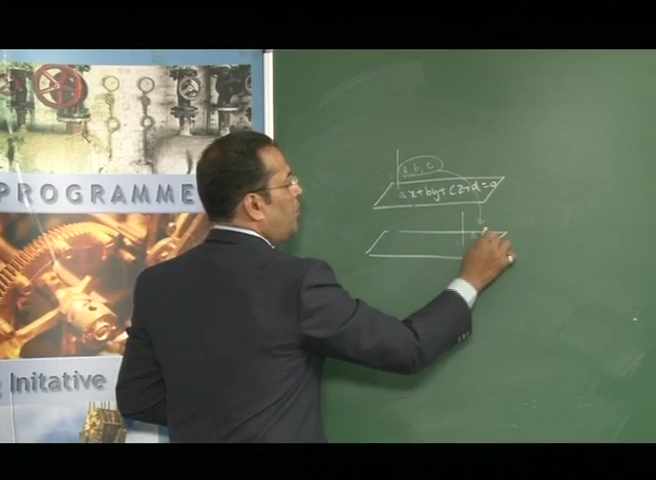 PROGRAMME
Initative
a, b, c
ax+by+cz+d=0